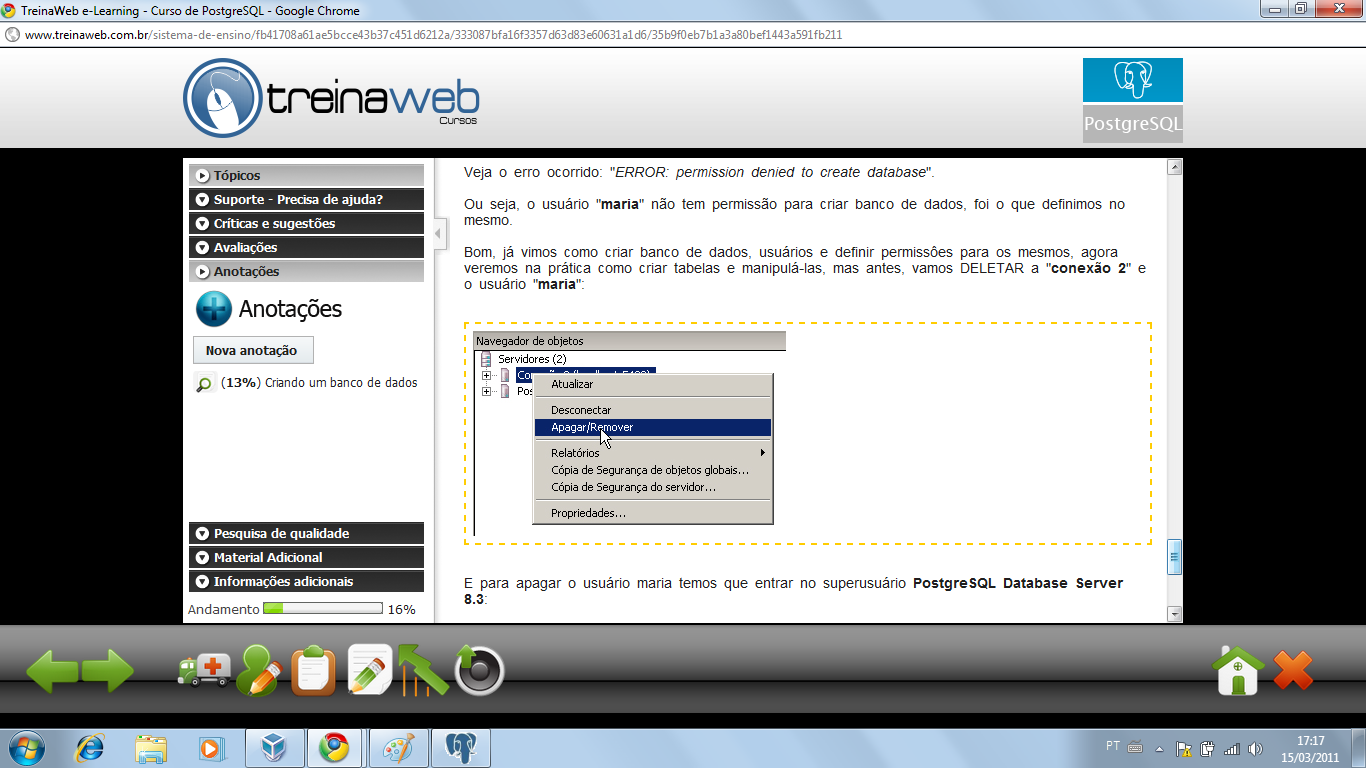 TreinaWeb e-Learning - Curso de PostgreSQL - Google Chrome
www.treinaweb.com.br/sistema-de-ensino/fb41708a61ae5bcce43b37c451d6212a/333087bfa16f3357d63d83e60631a1d6/35b9f0eb7b1a3a80bef1443a591fb211
treinaweb
Cursos
PostgreSQL
Tópicos
Suporte - Precisa de ajuda?
Críticas e sugestões
Avaliações
Anotações
Anotações
Nova anotação
(13%) Criando um banco de dados
Pesquisa de qualidade
Material Adicional
Informações adicionais
Andamento 16%
Veja o erro ocorrido: "ERROR: permission denied to create database".
Ou seja, o usuário "maria" não tem permissão para criar banco de dados, foi o que definimos no
mesmo.
Bom, já vimos como criar banco de dados, usuários e definir permissões para os mesmos, agora
veremos na prática como criar tabelas e manipulá-las, mas antes, vamos DELETAR a "conexão 2" e
o usuário "maria":
Navegador de objetos
Servidores (2)
Atualizar
Desconectar
Apagar/Remover
Relatórios
Cópia de Segurança de objetos globais...
Cópia de Segurança do servidor...
Propriedades...
E para apagar o usuário maria temos que entrar no superusuário PostgreSQL Database Server
8.3:
PT
17:17
15/03/2011